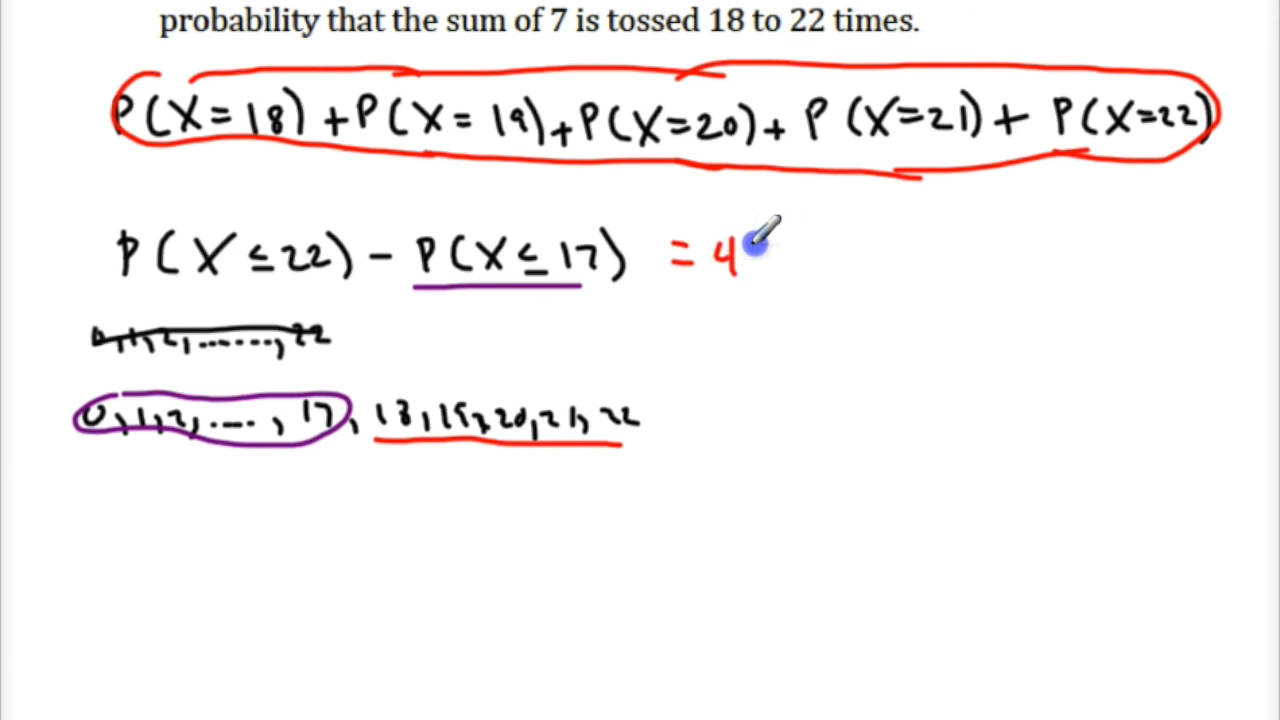 probability that the sum of 7 is tossed 18 to 22 times.
P(X=18) + P(X=19) + P(X=20) + P(X=21) + P(X=22)
P(X≤22) - P(X≤17) = 4
0,1,2,......,22
0,1,2,....,17,18,19,20,21,22